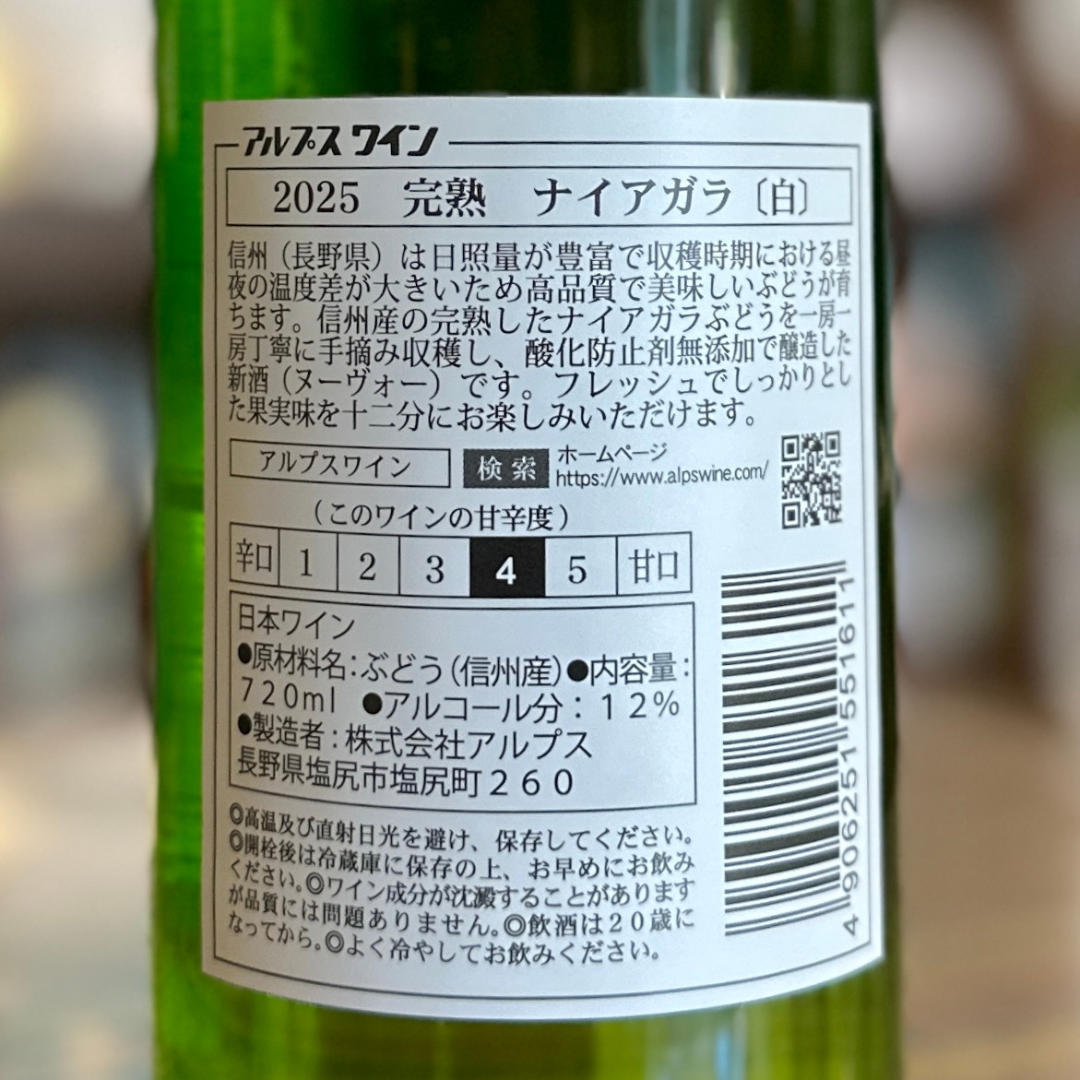 アルプス ワイン
2025 完熟 ナイアガラ〔白〕
信州（長野県）は日照量が豊富で収穫時期における昼
夜の温度差が大きいため高品質で美味しいぶどうが育
ちます。信州産の完熟したナイアガラぶどうを一房一
房丁寧に手摘み収穫し、酸化防止剤無添加で醸造した
新酒（ヌーヴォー）です。フレッシュでしっかりとし
た果実味を十二分にお楽しみいただけます。
アルプスワイン 検索 ホームページ
https://www.alpswine.com/
（このワインの甘辛度）
辛口 1 2 3 4 5 甘口
日本ワイン
●原材料名：ぶどう（信州産）●内容量：
720ml ●アルコール分：12%
●製造者：株式会社アルプス
長野県塩尻市塩尻町260
◎高温及び直射日光を避け、保存してください。
◎開栓後は冷蔵庫に保存の上、お早めにお飲み
ください。◎ワイン成分が沈澱することがあります
が品質には問題ありません。◎飲酒は20歳に
なってから。◎よく冷やしてお飲みください。
4 906251 551611